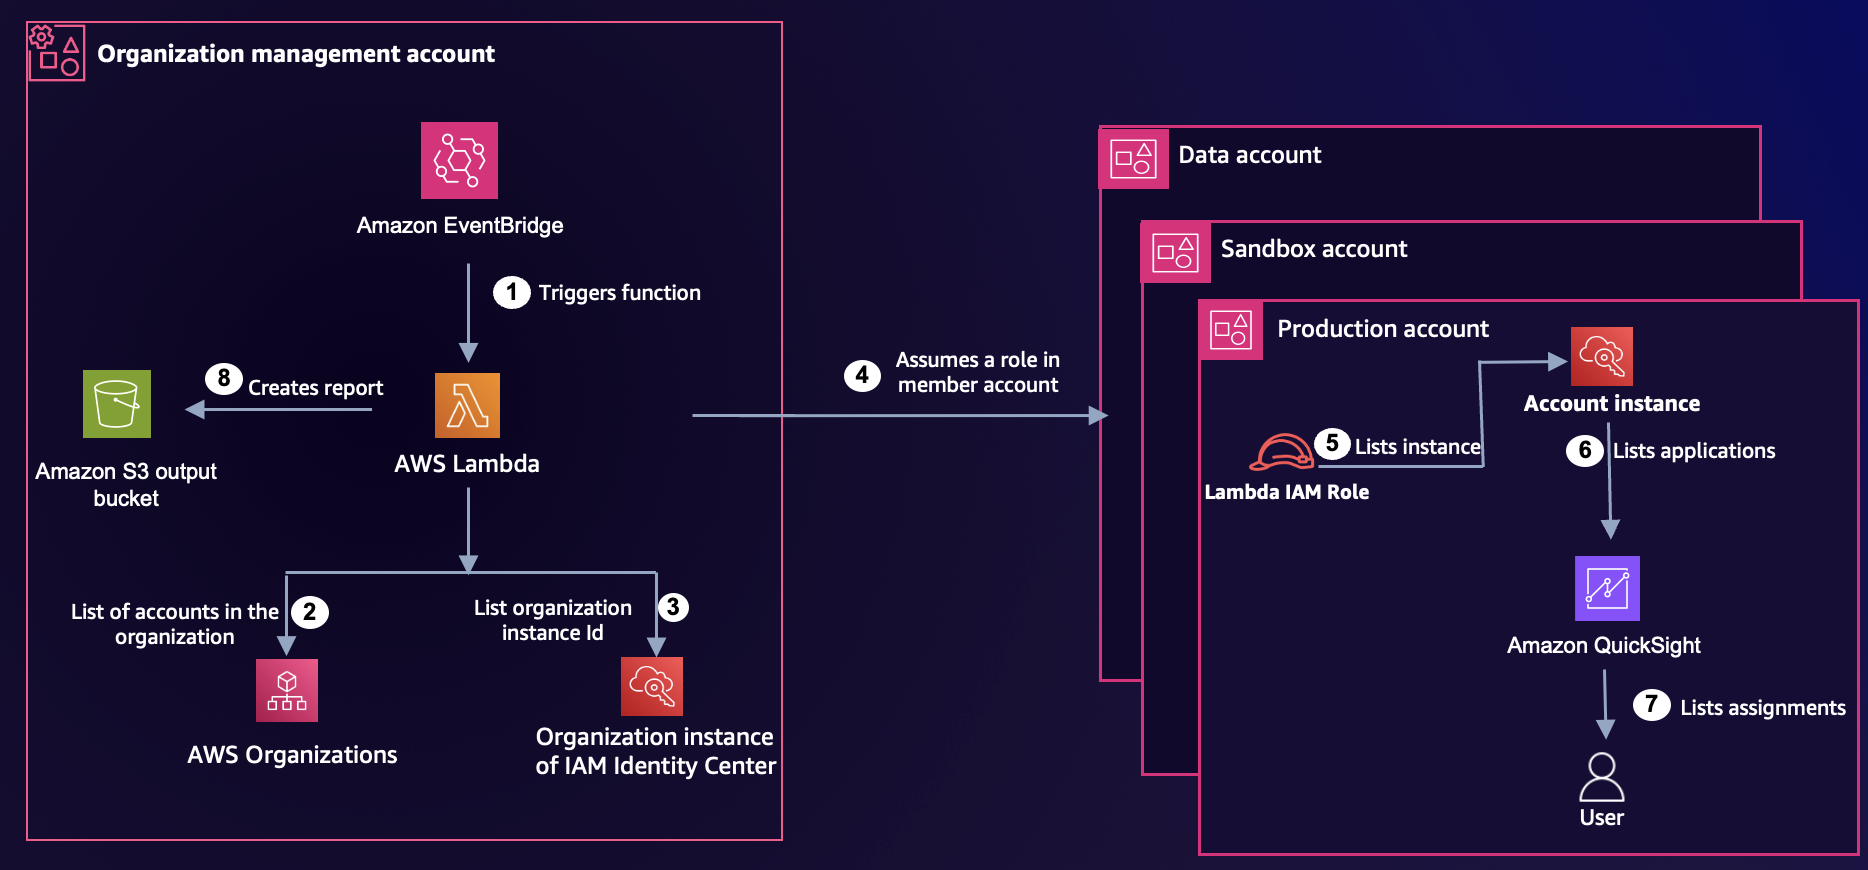 Organization management account
Amazon EventBridge
1 Triggers function
8 Creates report
Amazon S3 output
bucket
AWS Lambda
List of accounts in the
organization
2
List organization
instance Id
3
AWS Organizations
Organization instance
of IAM Identity Center
4 Assumes a role in
member account
Data account
Sandbox account
Production account
Account instance
5 Lists instance
Lambda IAM Role
6 Lists applications
Amazon QuickSight
7 Lists assignments
User